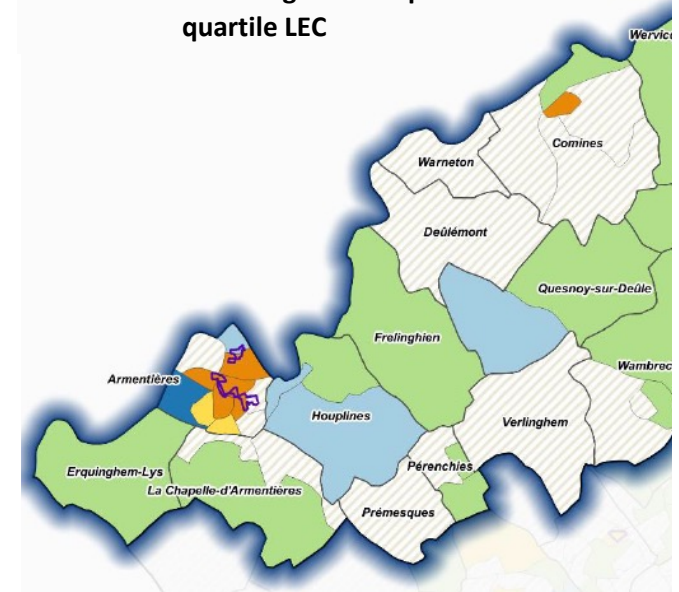 quartile LEC
Comines
Warneton
Deûlémont
Quesnoy-sur-Deûle
Frelinghien
Armentières
Houplines
Verlinghem
Erquinghem-Lys
La Chapelle-d'Armentières
Pérenchies
Prémesques